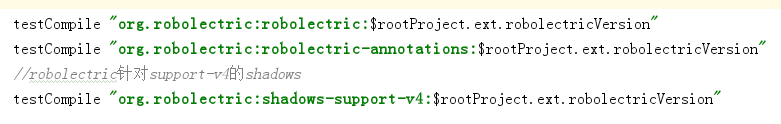 testCompile "org.robolectric:robolectric:$rootProject.ext.robolectricVersion"
testCompile "org.robolectric:robolectric-annotations:$rootProject.ext.robolectricVersion"
//robolectric针对support-v4的shadows
testCompile "org.robolectric:shadows-support-v4:$rootProject.ext.robolectricVersion"